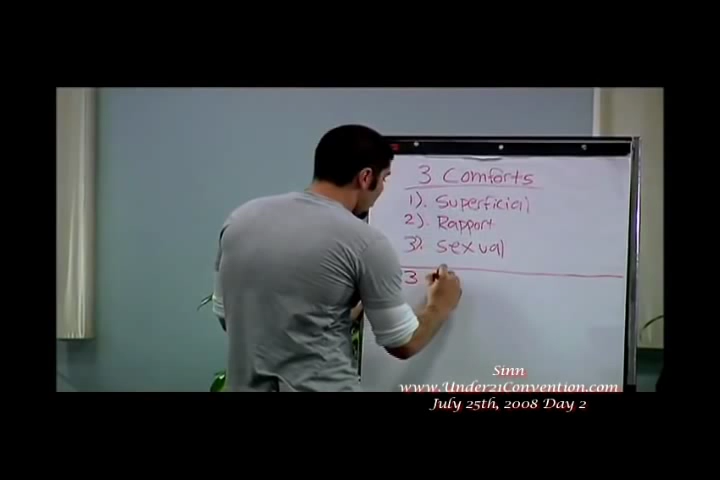 3 Comforts
1). Superficial
2). Rapport
3). sexual
3
Sinn
www.Under21Convention.com
July 25th, 2008 Day 2